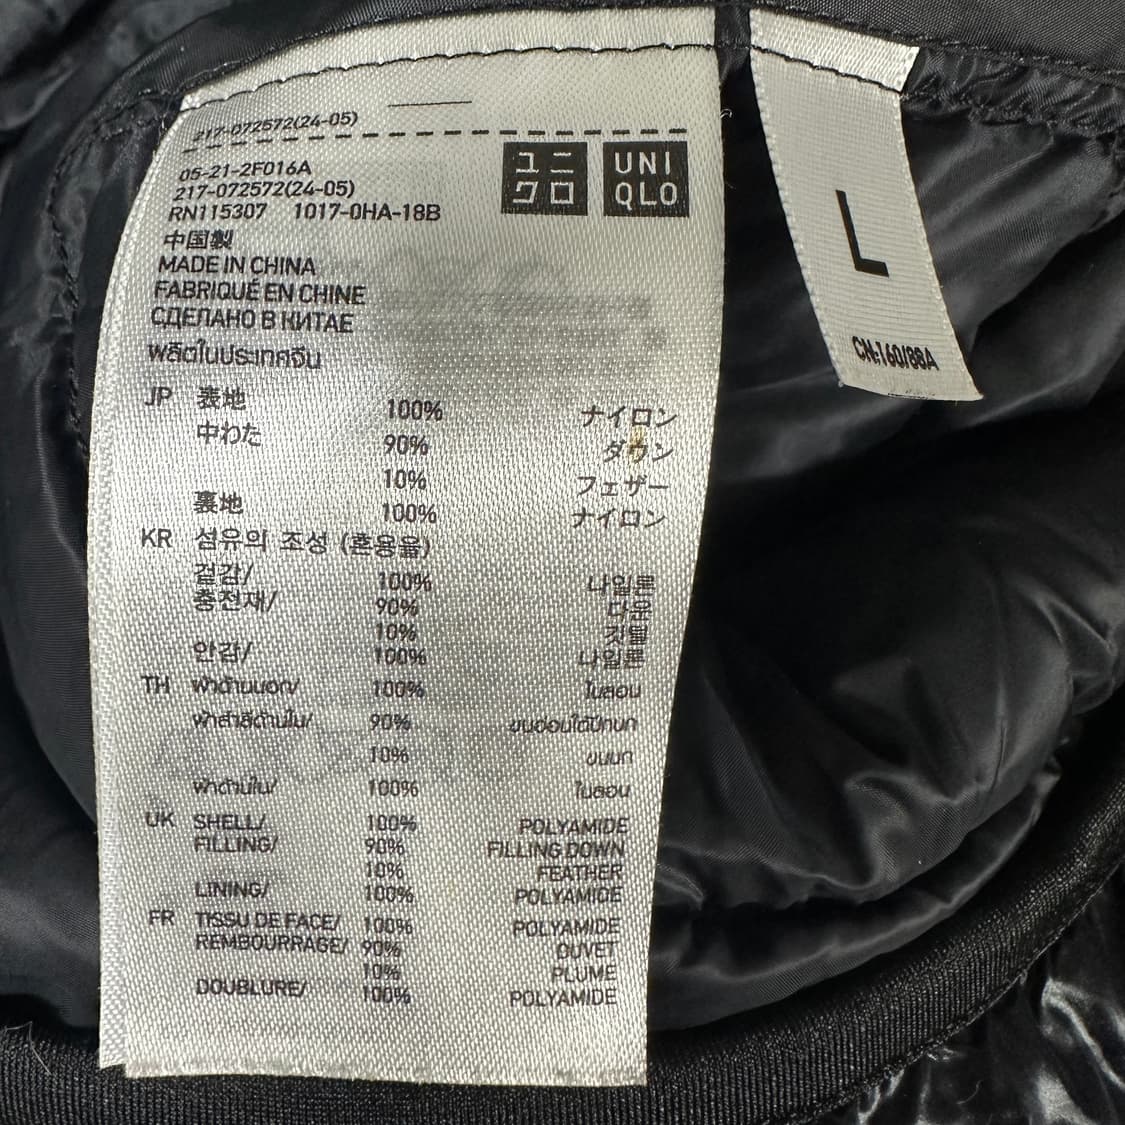 217-072572(24-05)
05-21-2F016A
217-072572(24-05)
RN115307 1017-0HA-18B
ユニ
クロ
UNI
QLO
中国製
MADE IN CHINA
FABRIQUÉ EN CHINE
СДЕЛАНО В КИТАЕ
ผลิตในประเทศจีน
JP 表地 100% ナイロン
中わた 90% ダウン
10% フェザー
裏地 100% ナイロン
KR 섬유의 조성 (혼용율)
겉감/ 100% 나일론
충전재/ 90% 다운
10% 깃털
안감/ 100% 나일론
TH ผ้าด้านนอก/ 100% ไนลอน
ผ้าสำลีด้านใน/ 90% ขนอ่อนใต้ปีกนก
10% ขนนก
ผ้าด้านใน/ 100% ไนลอน
UK SHELL/ 100% POLYAMIDE
FILLING/ 90% FILLING DOWN
10% FEATHER
LINING/ 100% POLYAMIDE
FR TISSU DE FACE/ 100% POLYAMIDE
REMBOURRAGE/ 90% DUVET
10% PLUME
DOUBLURE/ 100% POLYAMIDE
L
CN:160/88A